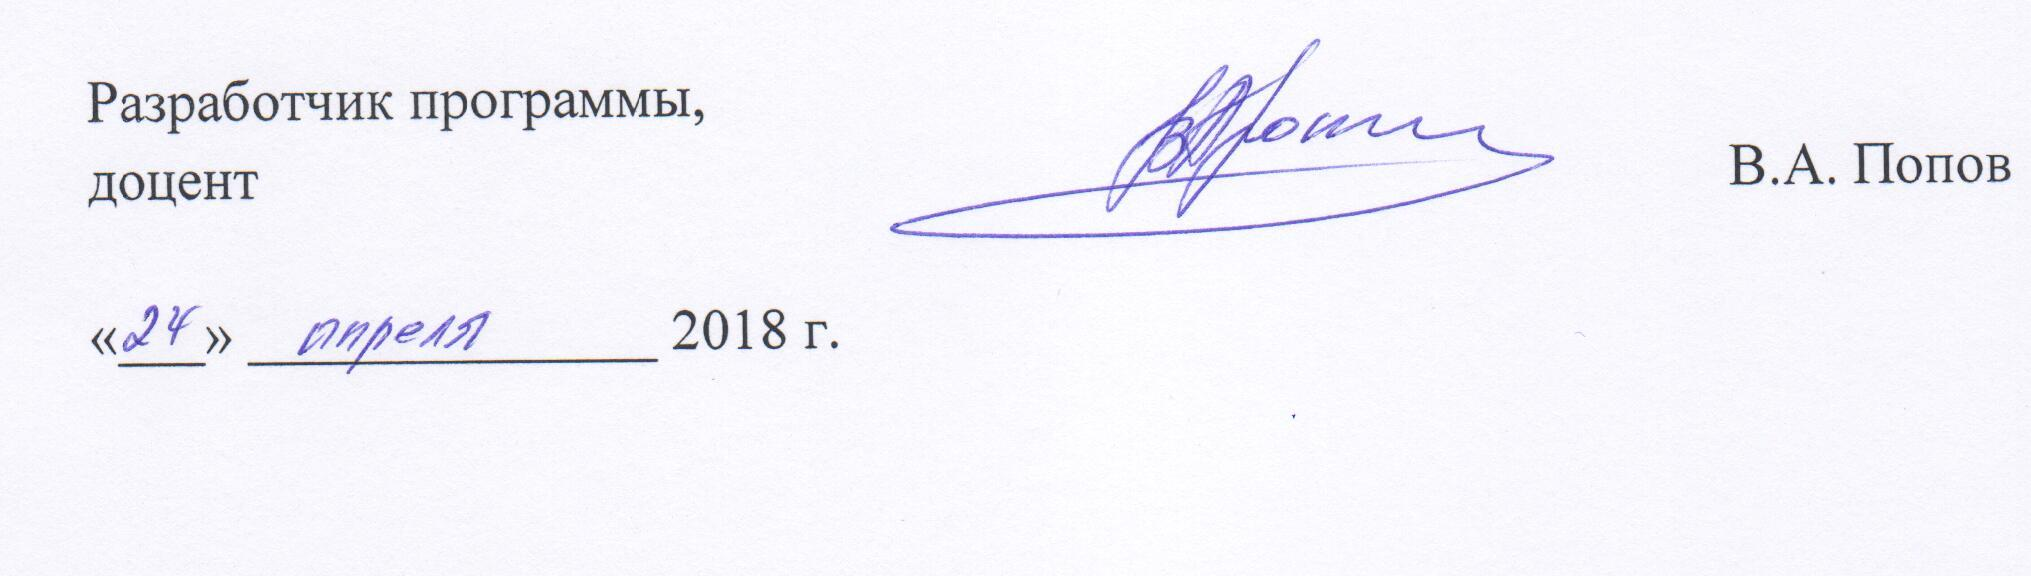 Разработчик программы,
доцент
В.А. Попов
«24» апреля 2018 г.